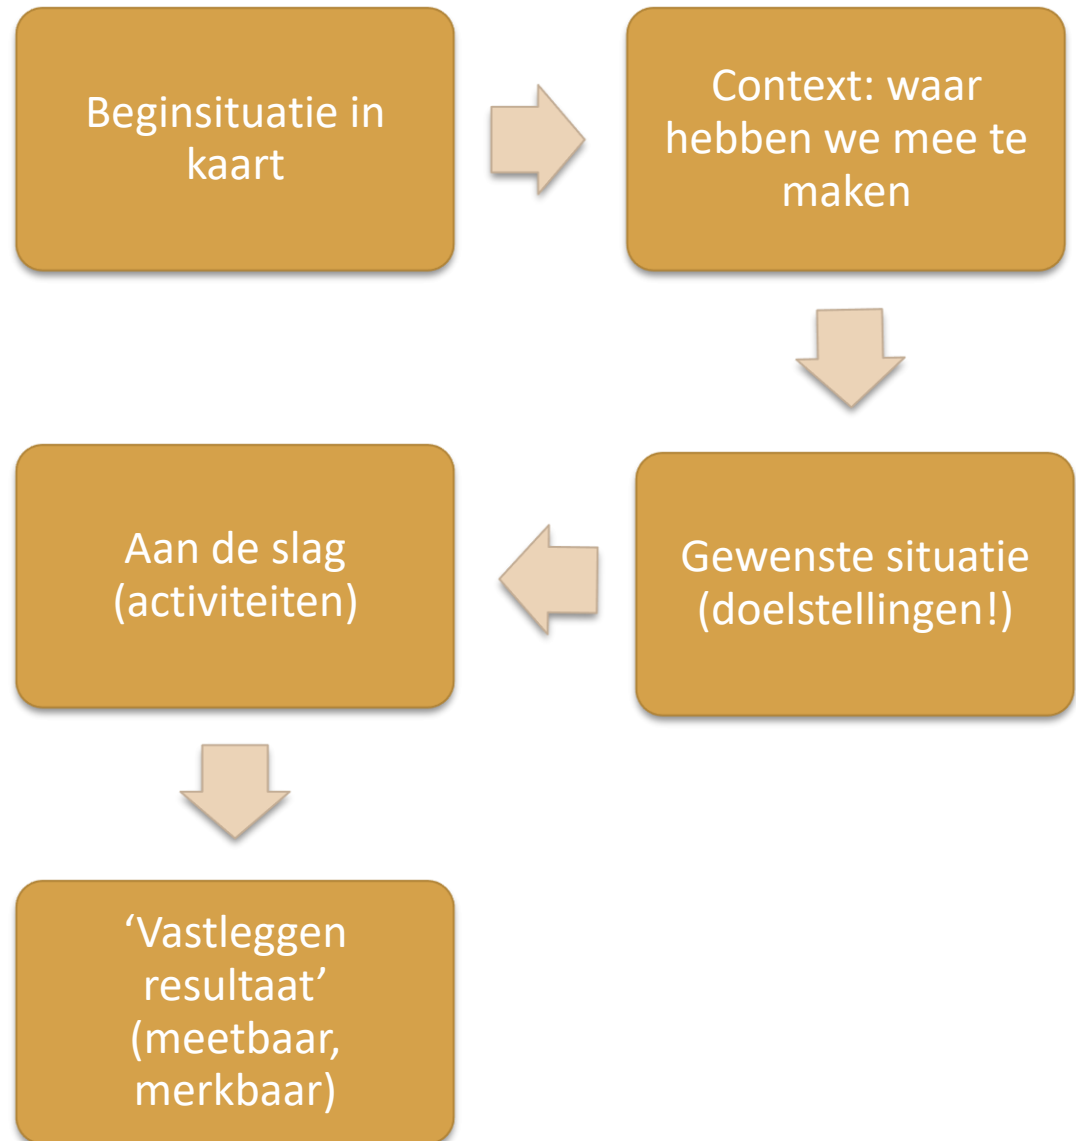 Beginsituatie in
kaart
Context: waar
hebben we mee te
maken
Gewenste situatie
(doelstellingen!)
Aan de slag
(activiteiten)
‘Vastleggen
resultaat’
(meetbaar,
merkbaar)